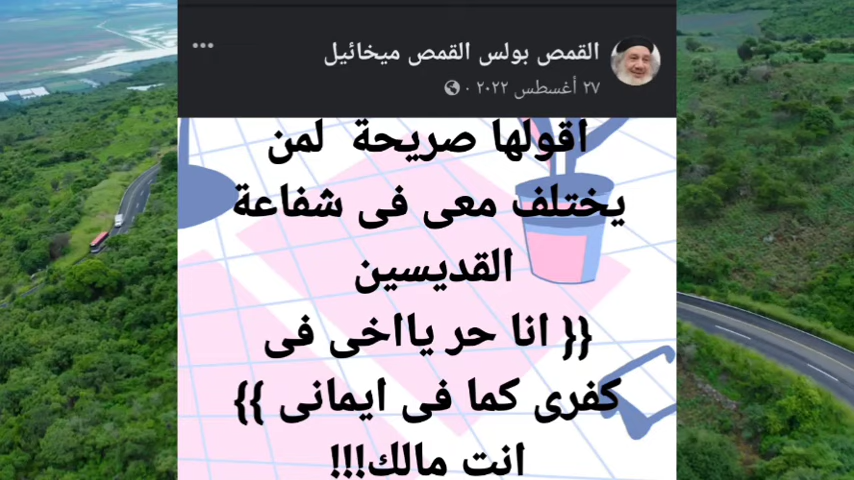 القمص بولس القمص ميخائيل
٢٧ أغسطس ٢٠٢٢ ·
اقولها صريحة لمن
يختلف معى فى شفاعة
القديسين
{{ انا حر يااخى فى
كفرى كما فى ايمانى }}
انت مالك!!!